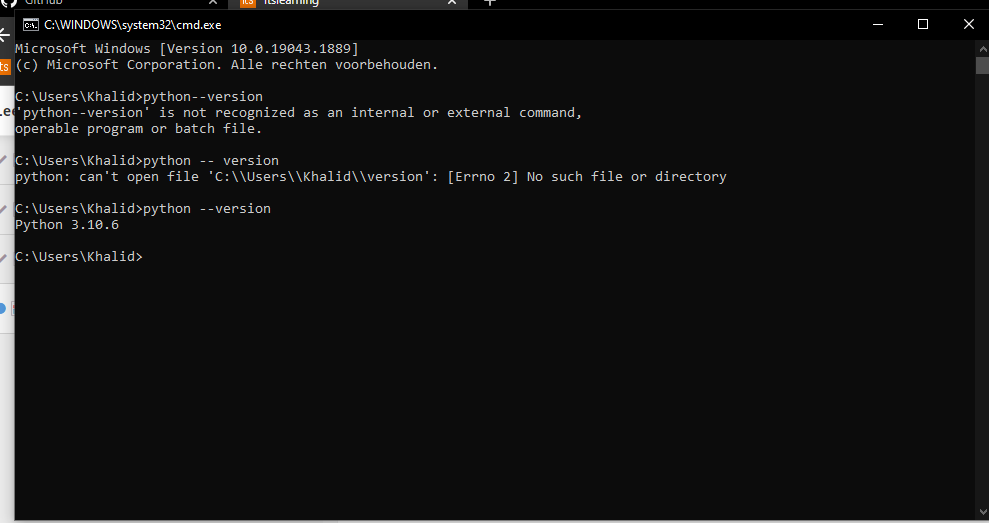 GitHub
itslearning
C:\WINDOWS\system32\cmd.exe
Microsoft Windows [Version 10.0.19043.1889]
(c) Microsoft Corporation. Alle rechten voorbehouden.
C:\Users\Khalid>python--version
'python--version' is not recognized as an internal or external command,
operable program or batch file.
C:\Users\Khalid>python -- version
python: can't open file 'C:\\Users\\Khalid\\version': [Errno 2] No such file or directory
C:\Users\Khalid>python --version
Python 3.10.6
C:\Users\Khalid>